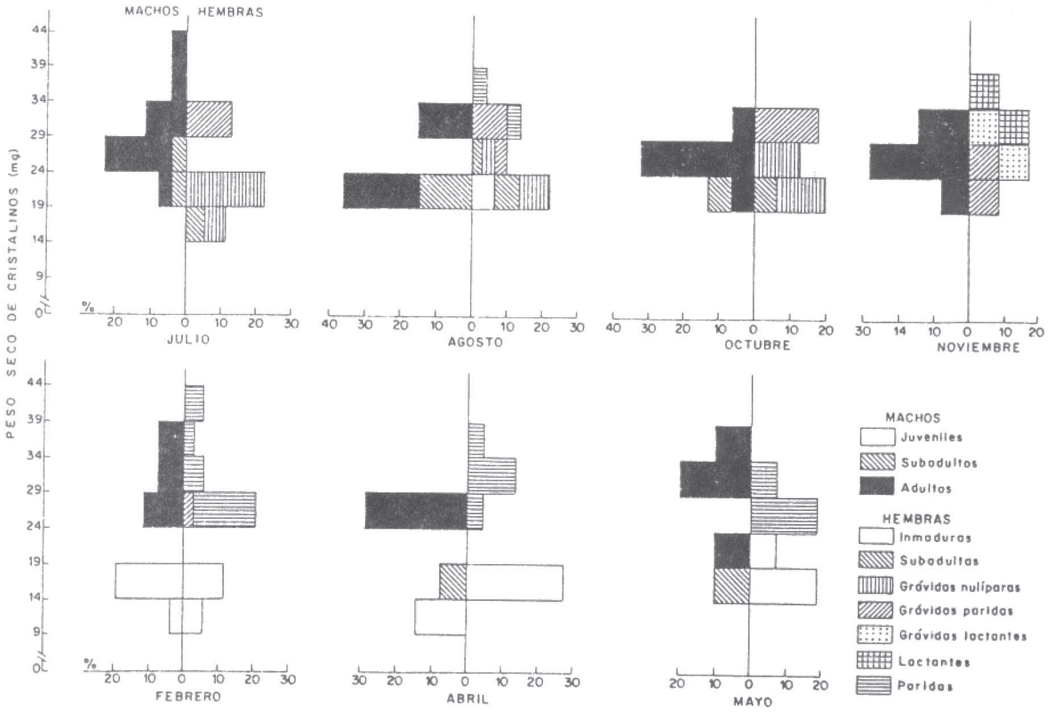 MACHOS HEMBRAS
PESO SECO DE CRISTALINOS (mg)
44
39
34
29
24
19
14
9
0
%
20 10 0 10 20 30
JULIO
40 30 20 10 0 10 20 30
AGOSTO
40 30 20 10 0 10 20
OCTUBRE
28 14 10 0 10 20
NOVIEMBRE
44
39
34
29
24
19
14
9
0
%
20 10 0 10 20 30
FEBRERO
30 20 10 0 10 20 30
ABRIL
20 10 0 10 20
MAYO
MACHOS
Juveniles
Subadultos
Adultos
HEMBRAS
Inmaduras
Subadultas
Grávidas nulíparas
Grávidas paridas
Grávidas lactantes
Lactantes
Paridas